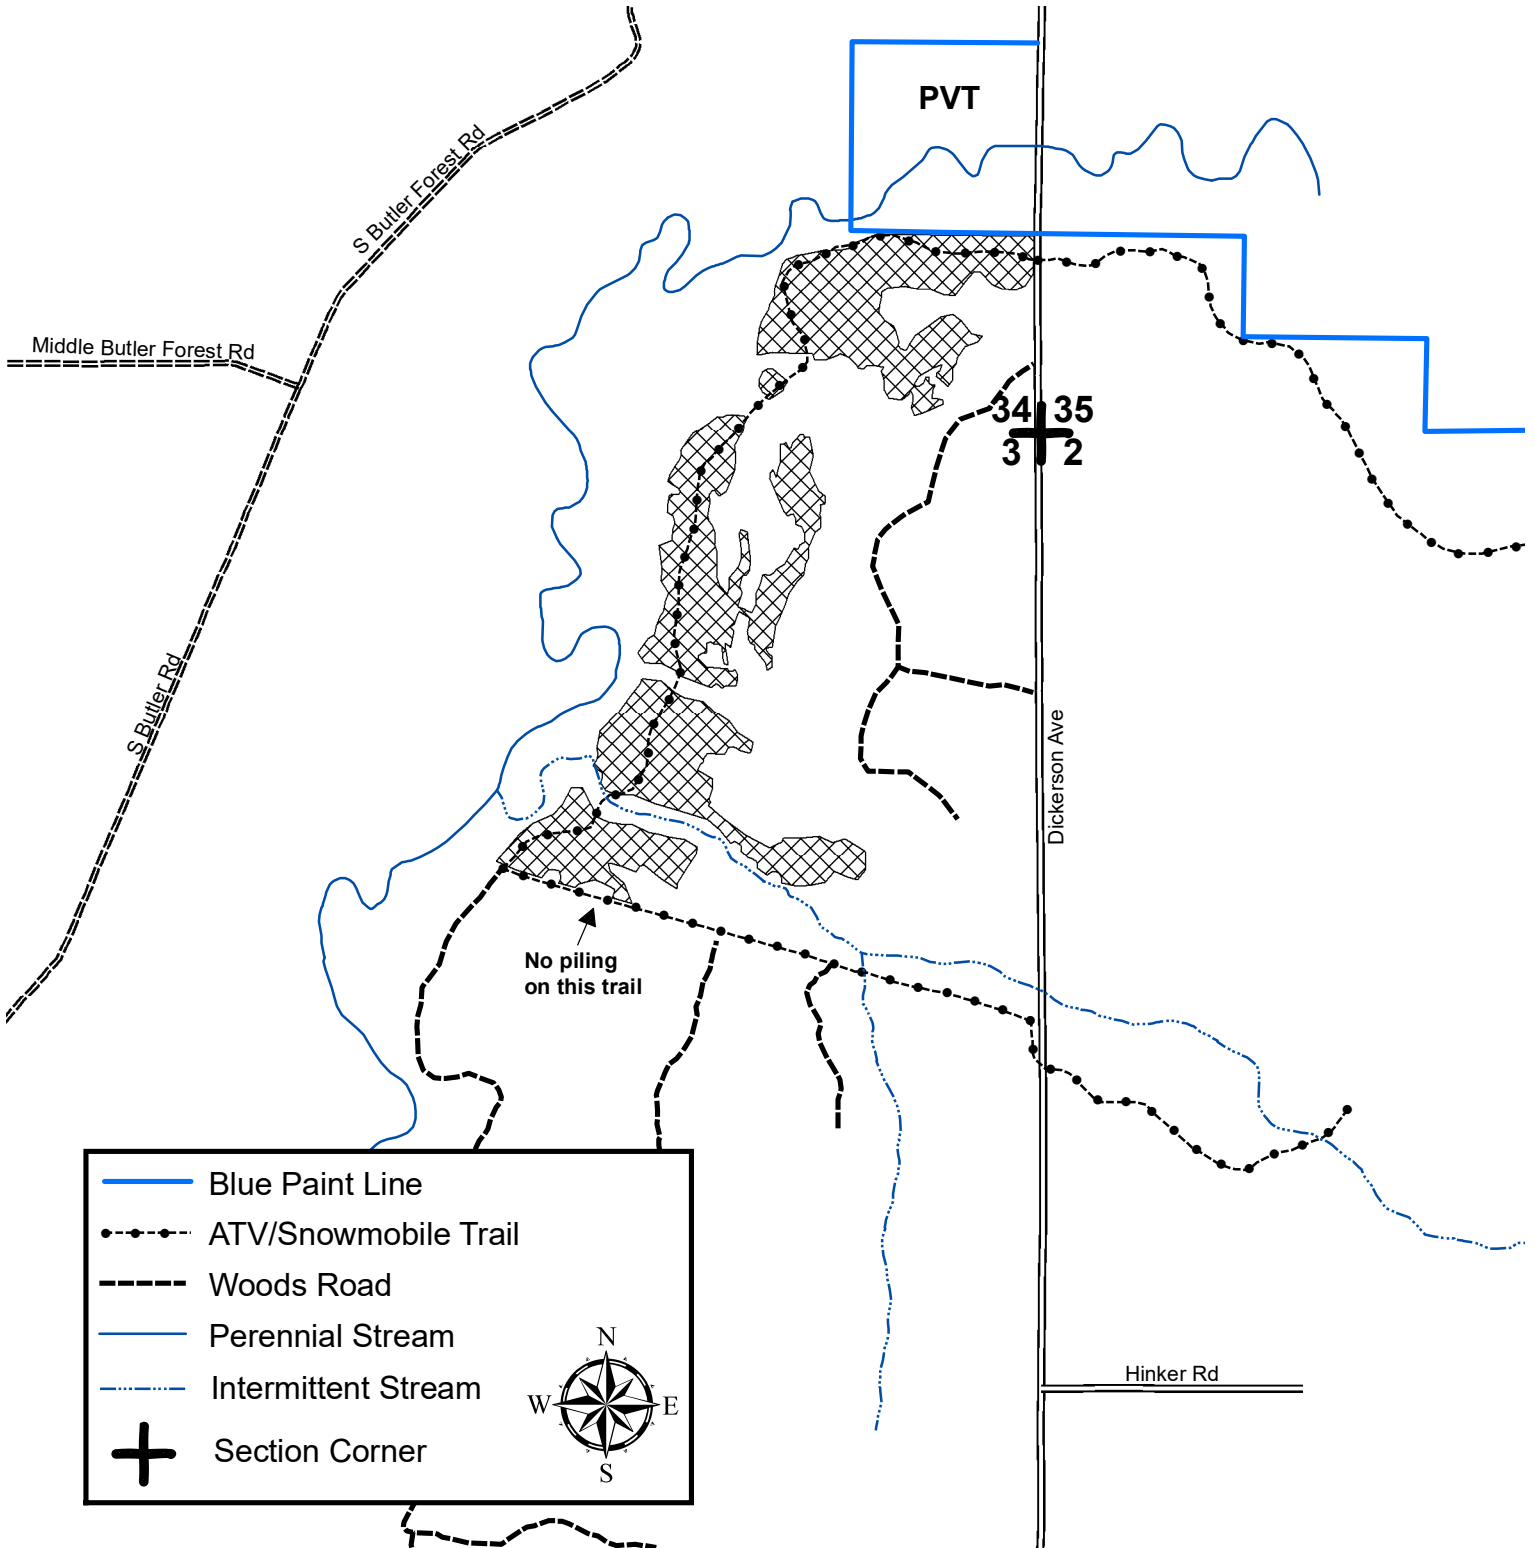 PVT
S Butler Forest Rd
Middle Butler Forest Rd
34 35
3 2
S Butler Rd
Dickerson Ave
No piling
on this trail
Blue Paint Line
ATV/Snowmobile Trail
Woods Road
Perennial Stream
Intermittent Stream
Section Corner
N
W E
S
Hinker Rd